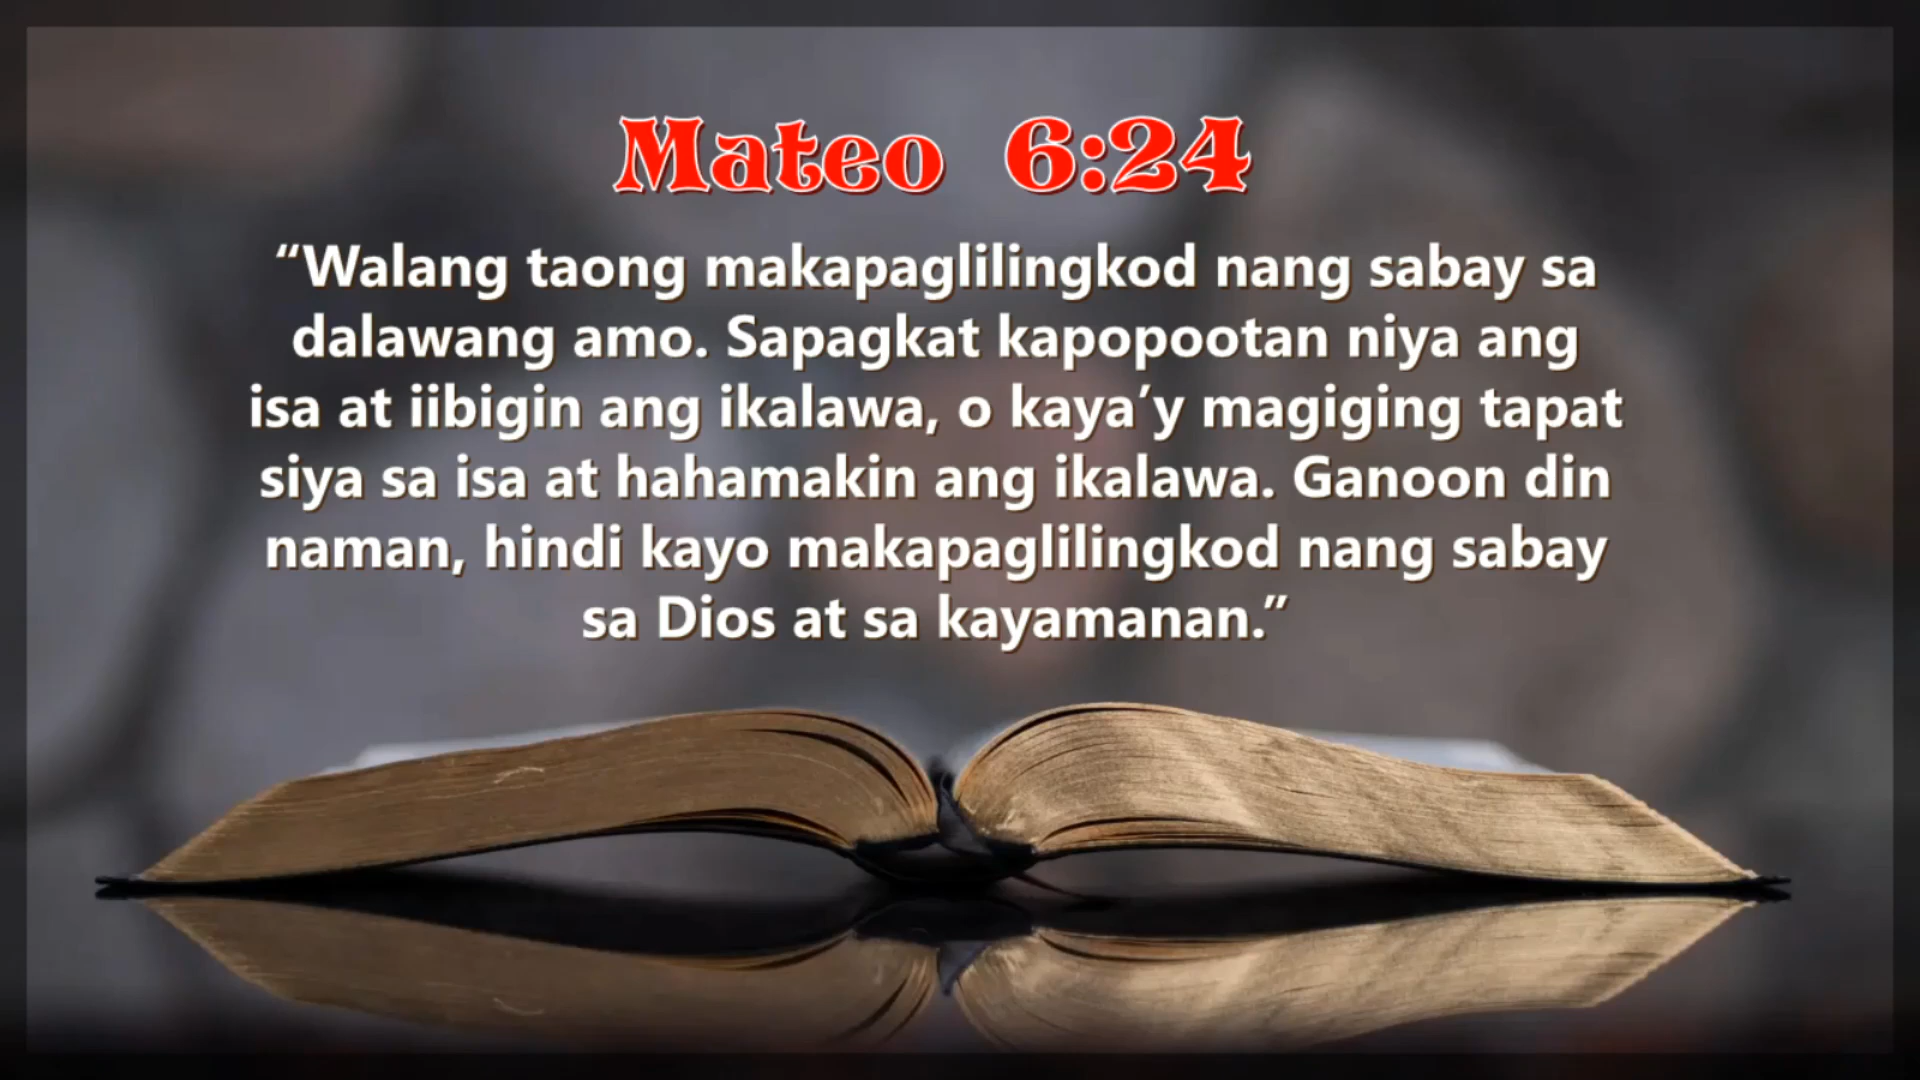 Mateo 6:24
“Walang taong makapaglilingkod nang sabay sa
dalawang amo. Sapagkat kapopootan niya ang
isa at iibigin ang ikalawa, o kaya’y magiging tapat
siya sa isa at hahamakin ang ikalawa. Ganoon din
naman, hindi kayo makapaglilingkod nang sabay
sa Dios at sa kayamanan.”